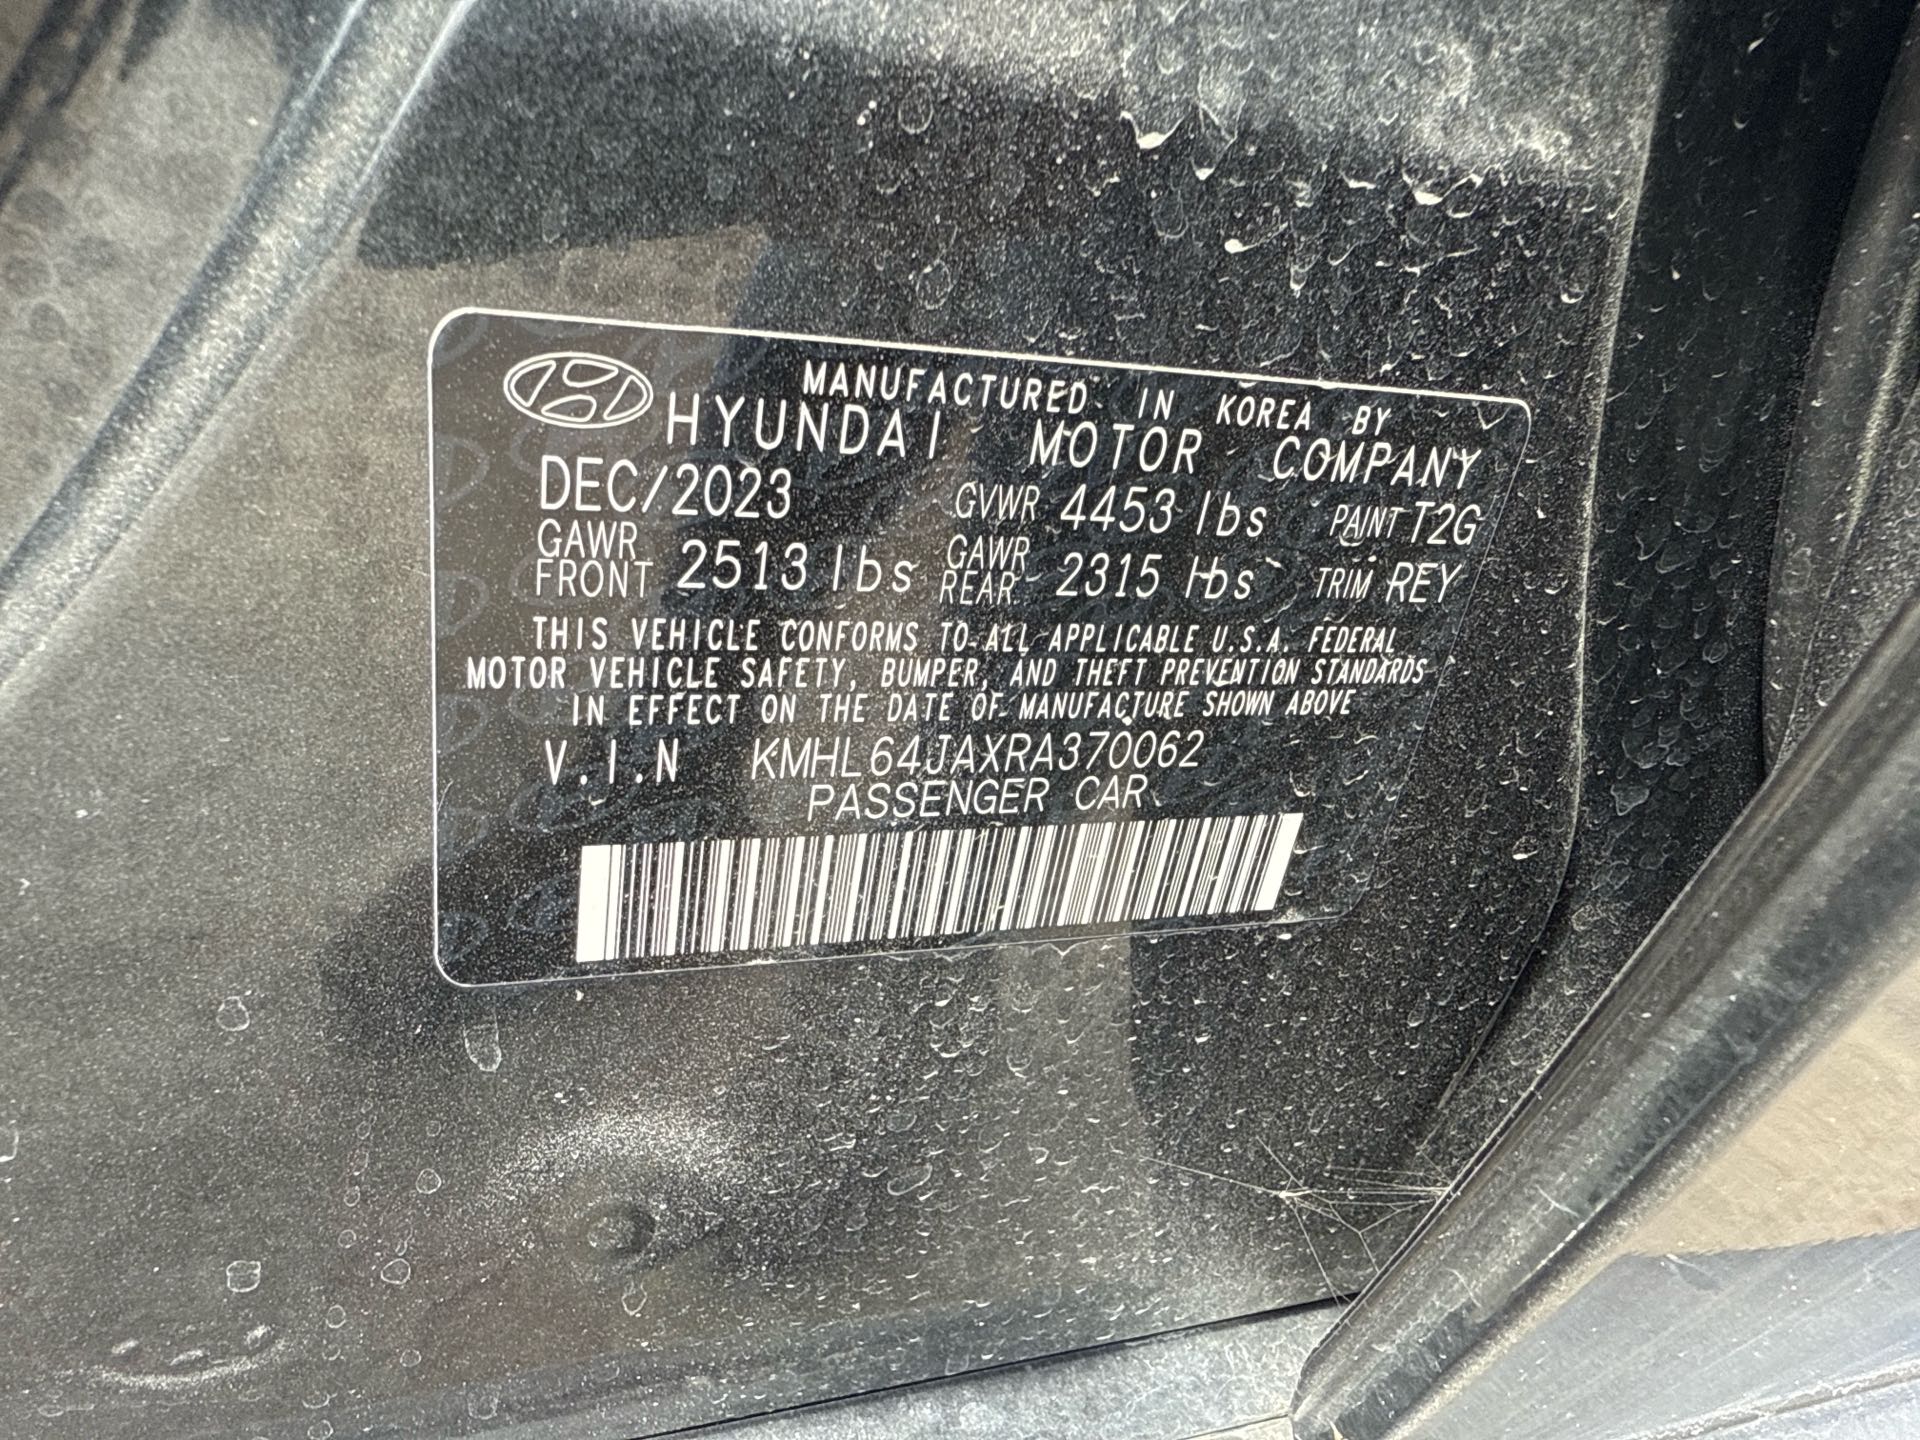 MANUFACTURED IN KOREA BY
HYUNDAI MOTOR COMPANY
DEC/2023 GVWR 4453 lbs PAINT T2G
GAWR FRONT 2513 lbs GAWR REAR 2315 lbs TRIM REY
THIS VEHICLE CONFORMS TO ALL APPLICABLE U.S.A. FEDERAL
MOTOR VEHICLE SAFETY, BUMPER, AND THEFT PREVENTION STANDARDS
IN EFFECT ON THE DATE OF MANUFACTURE SHOWN ABOVE
V.I.N KMHL64JAXRA370062
PASSENGER CAR